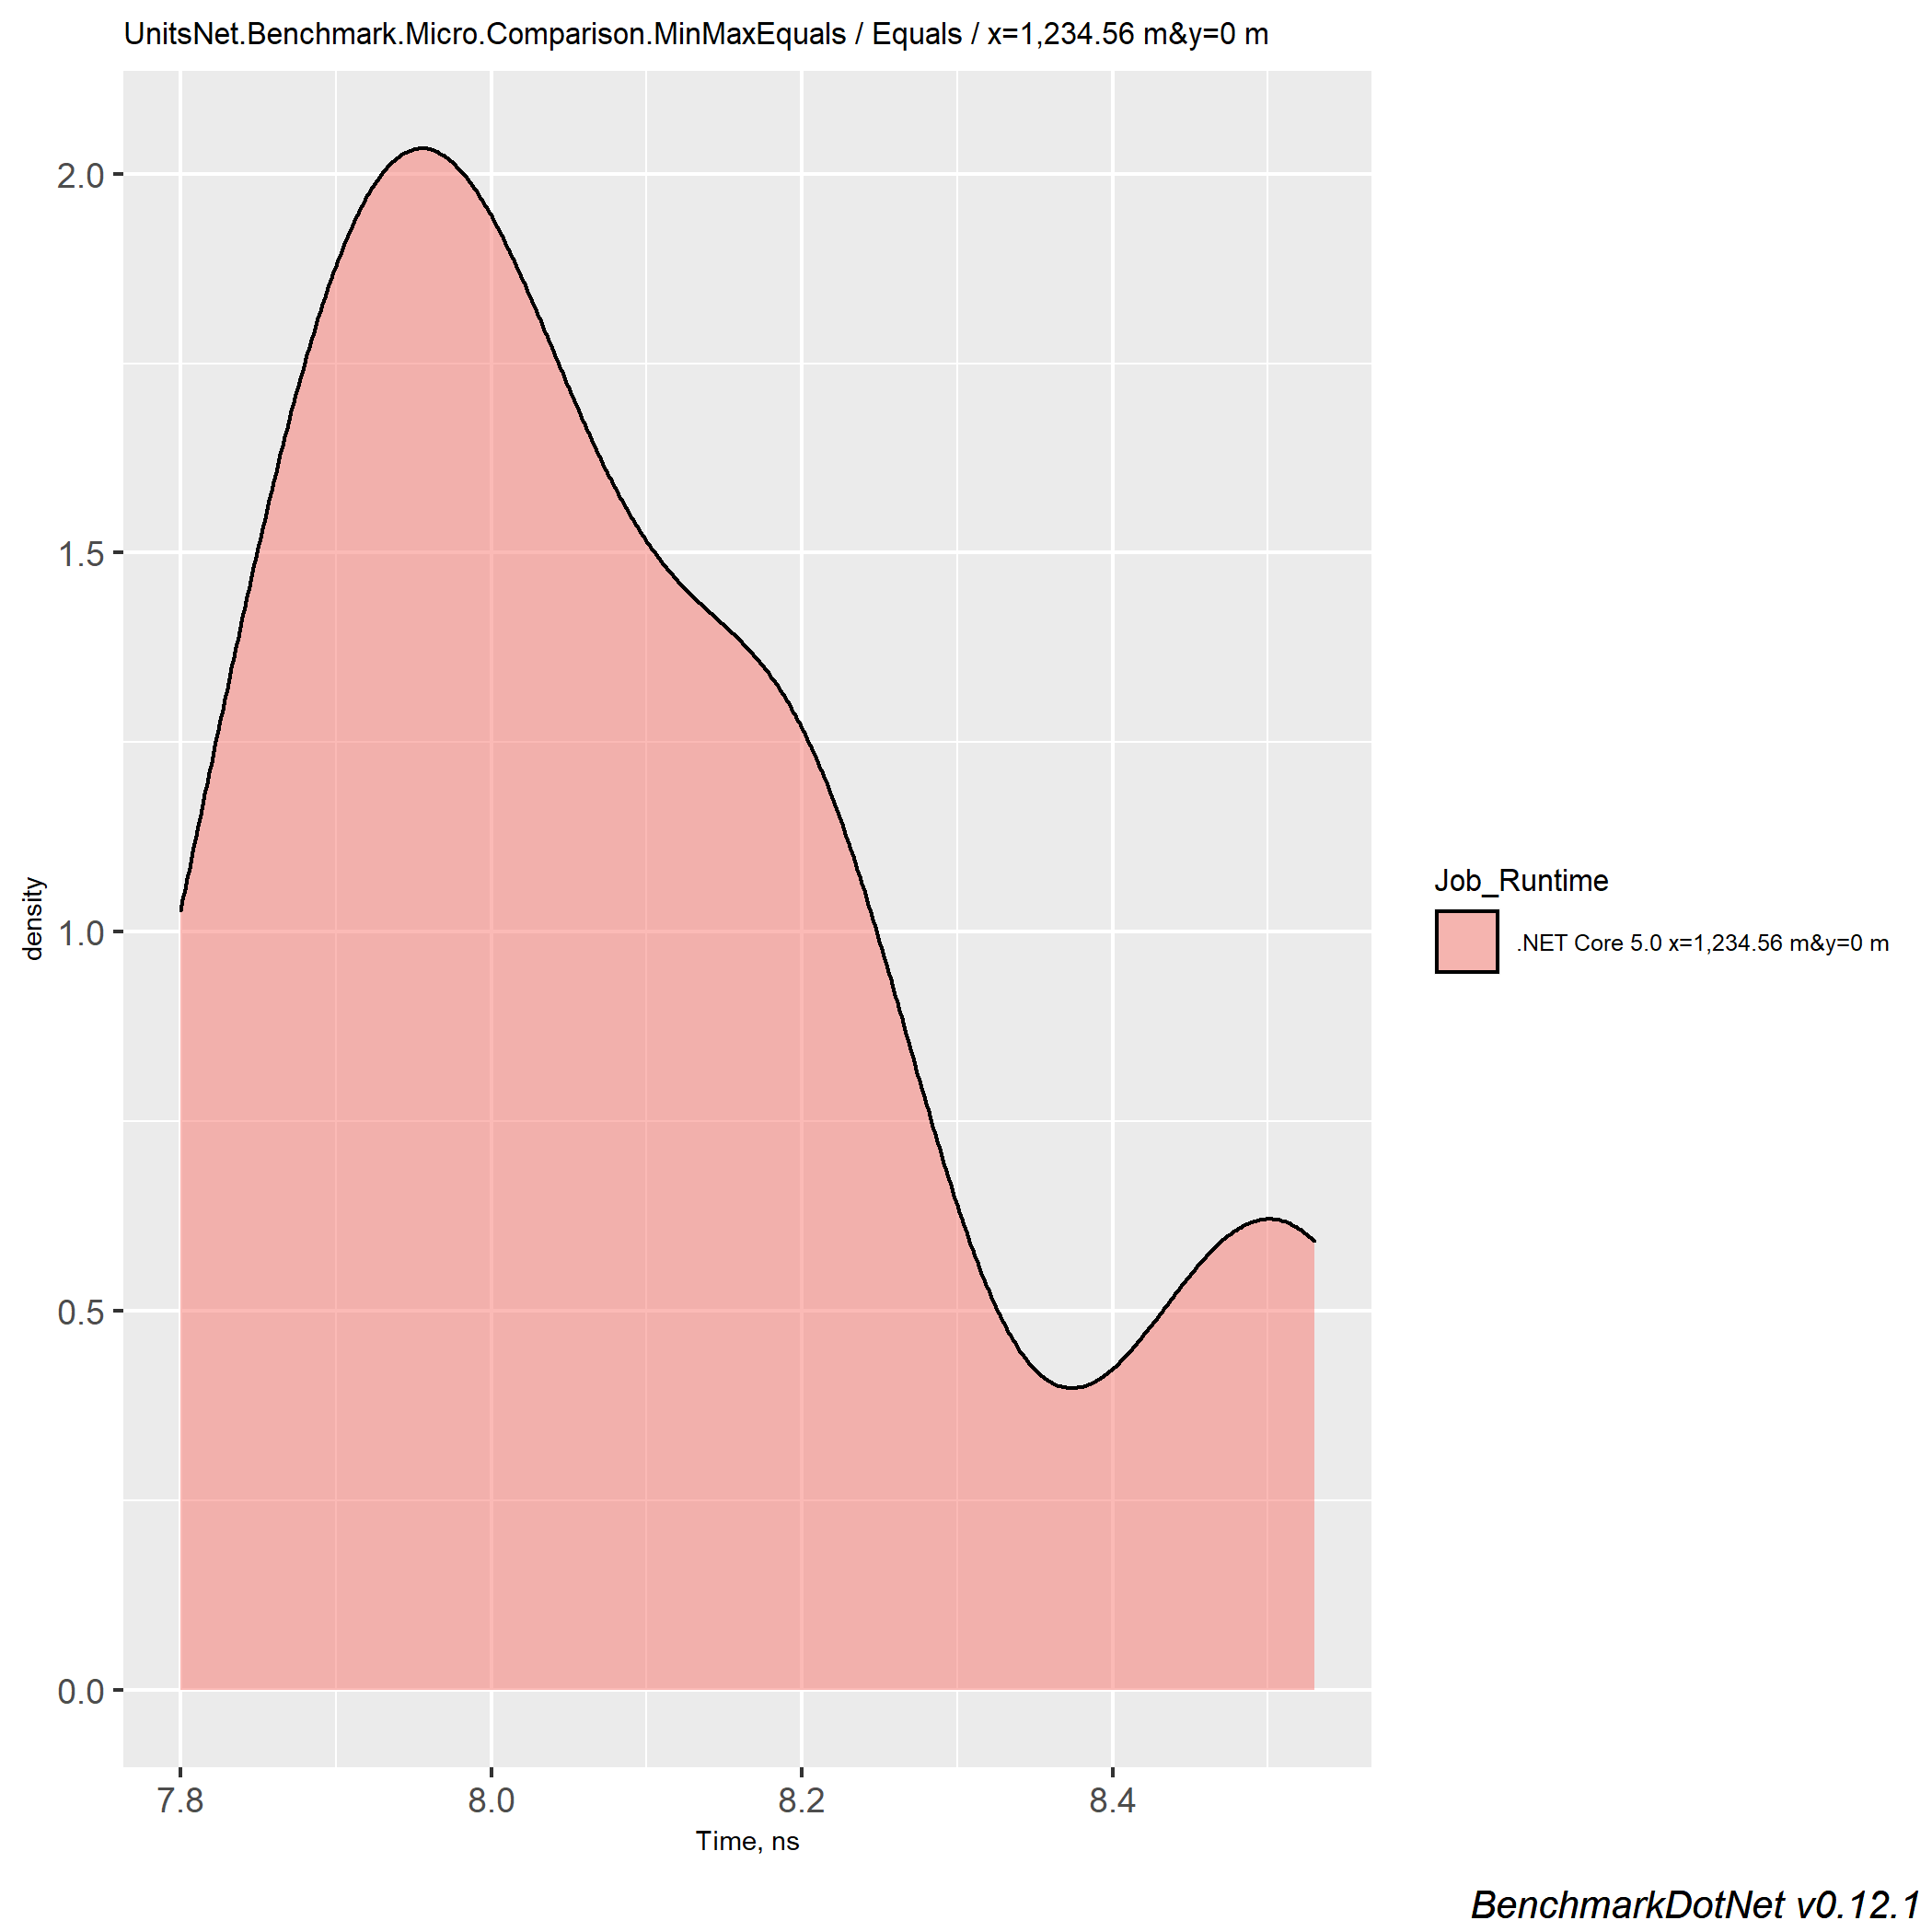 UnitsNet.Benchmark.Micro.Comparison.MinMaxEquals / Equals / x=1,234.56 m&y=0 m
2.0
1.5
1.0
0.5
0.0
density
7.8 8.0 8.2 8.4
Time, ns
Job_Runtime
.NET Core 5.0 x=1,234.56 m&y=0 m
BenchmarkDotNet v0.12.1